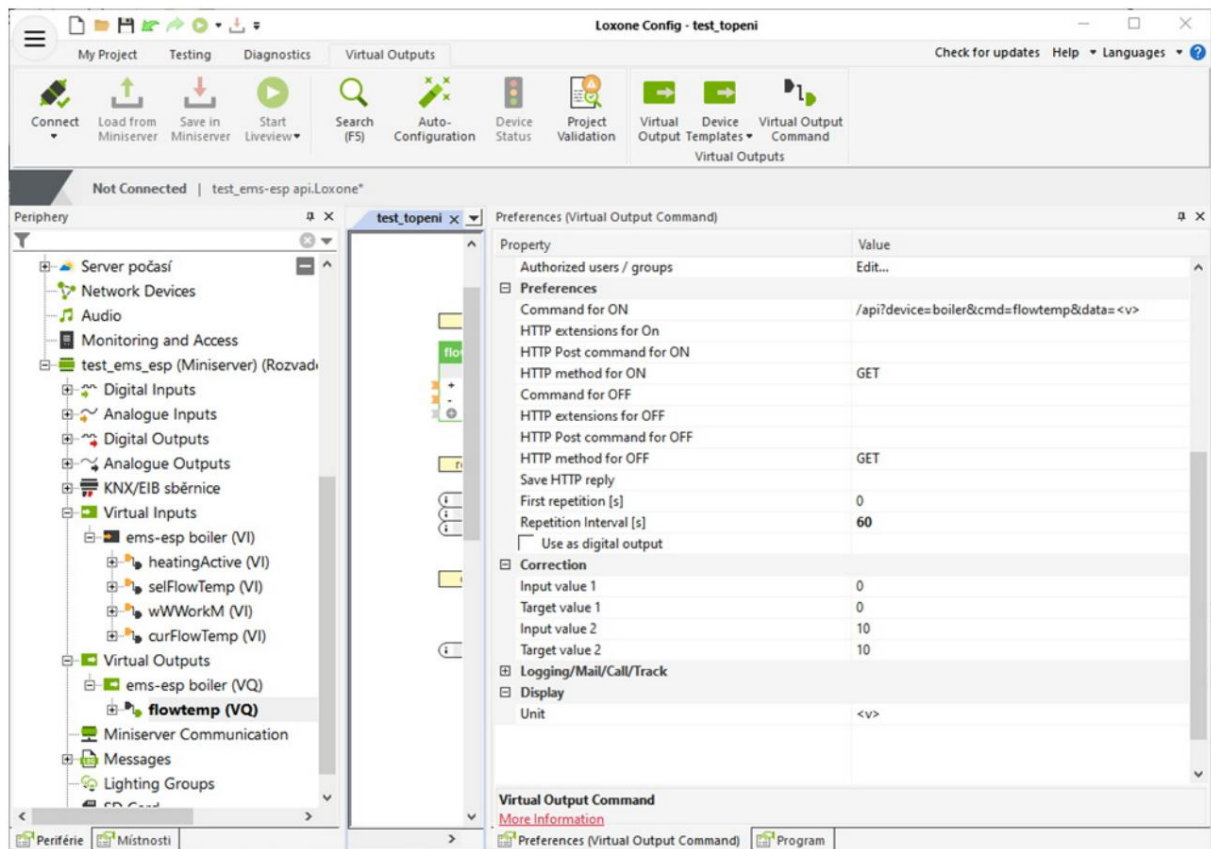 Loxone Config - test_topeni
My Project Testing Diagnostics Virtual Outputs Check for updates Help Languages
Connect Load from Miniserver Save in Miniserver Start Liveview Search (F5) Auto-Configuration Device Status Project Validation Virtual Output Device Templates Virtual Output Command
Virtual Outputs
Not Connected | test_ems-esp api.Loxone*
Periphery
Server počasí
Network Devices
Audio
Monitoring and Access
test_ems_esp (Miniserver) (Rozvad
Digital Inputs
Analogue Inputs
Digital Outputs
Analogue Outputs
KNX/EIB sběrnice
Virtual Inputs
ems-esp boiler (VI)
heatingActive (VI)
selFlowTemp (VI)
wWWorkM (VI)
curFlowTemp (VI)
Virtual Outputs
ems-esp boiler (VQ)
flowtemp (VQ)
Miniserver Communication
Messages
Lighting Groups
Periférie Místnosti
test_topeni
flo
Preferences (Virtual Output Command)
Property Value
Authorized users / groups Edit...
Preferences
Command for ON /api?device=boiler&cmd=flowtemp&data=<v>
HTTP extensions for On
HTTP Post command for ON
HTTP method for ON GET
Command for OFF
HTTP extensions for OFF
HTTP Post command for OFF
HTTP method for OFF GET
Save HTTP reply
First repetition [s] 0
Repetition Interval [s] 60
Use as digital output
Correction
Input value 1 0
Target value 1 0
Input value 2 10
Target value 2 10
Logging/Mail/Call/Track
Display
Unit <v>
Virtual Output Command
More Information
Preferences (Virtual Output Command) Program